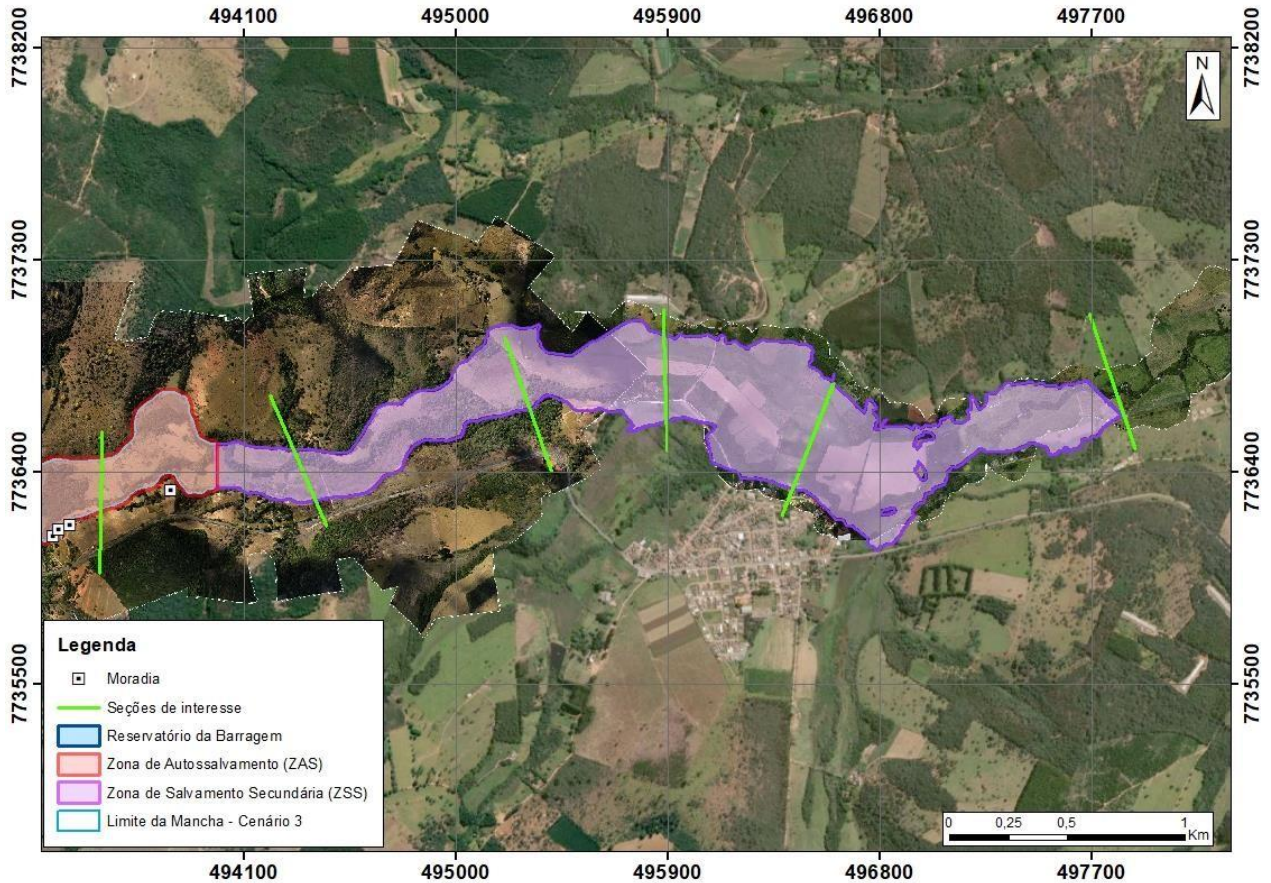 494100 495000 495900 496800 497700
7738200 7738200
N
7737300 7737300
7736400 7736400
7735500 7735500
Legenda
Moradia
Seções de interesse
Reservatório da Barragem
Zona de Autossalvamento (ZAS)
Zona de Salvamento Secundária (ZSS)
Limite da Mancha - Cenário 3
0 0,25 0,5 1
Km
494100 495000 495900 496800 497700